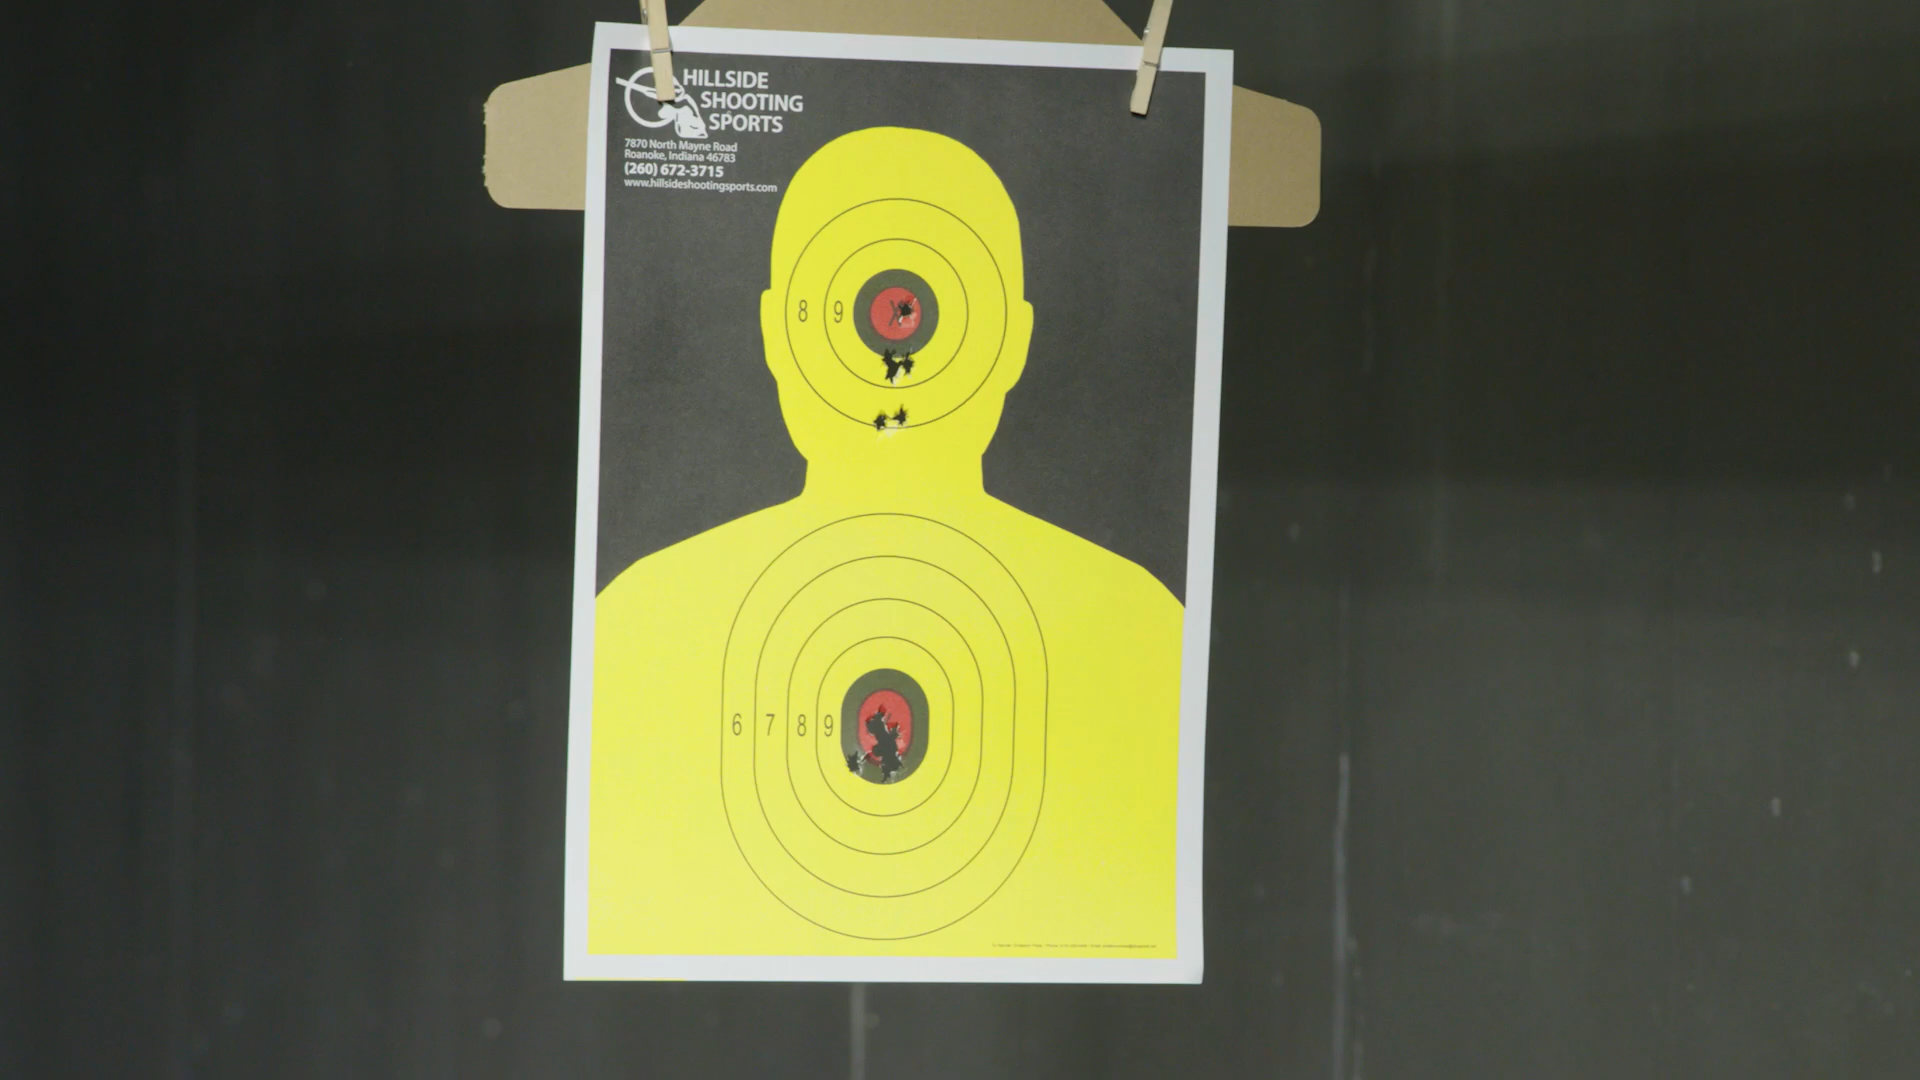 HILLSIDE
SHOOTING
SPORTS
7870 North Mayne Road
Roanoke, Indiana 46783
(260) 672-3715
www.hillsideshootingsports.com
8 9 X
6 7 8 9